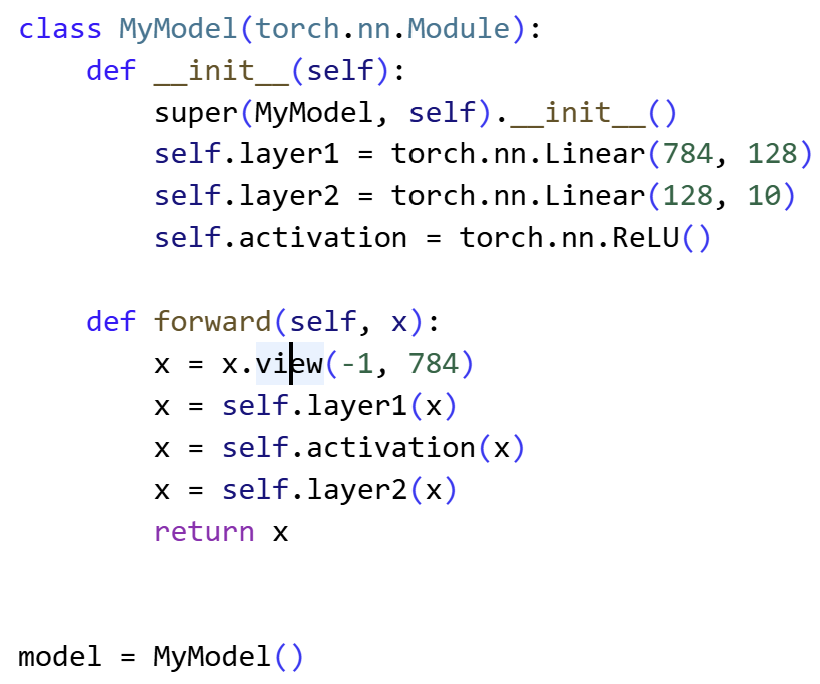 class MyModel(torch.nn.Module):
    def __init__(self):
        super(MyModel, self).__init__()
        self.layer1 = torch.nn.Linear(784, 128)
        self.layer2 = torch.nn.Linear(128, 10)
        self.activation = torch.nn.ReLU()

    def forward(self, x):
        x = x.view(-1, 784)
        x = self.layer1(x)
        x = self.activation(x)
        x = self.layer2(x)
        return x


model = MyModel()